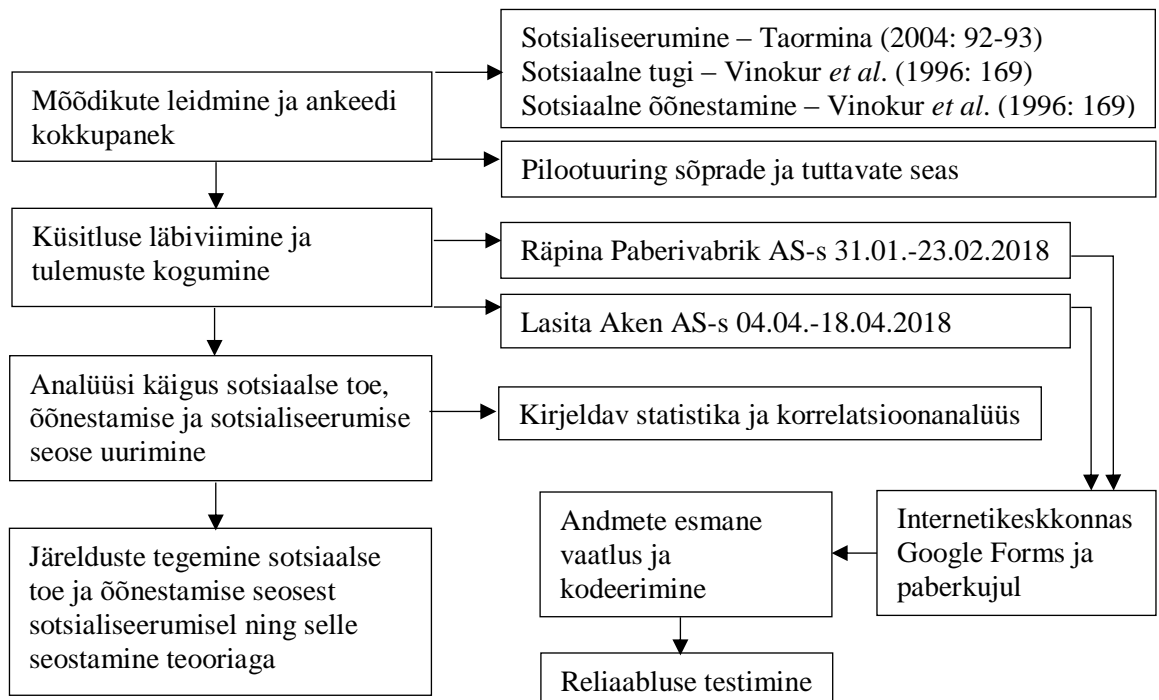 Sotsialiseerumine – Taormina (2004: 92-93)
Sotsiaalne tugi – Vinokur et al. (1996: 169)
Sotsiaalne õõnestamine – Vinokur et al. (1996: 169)
Mõõdikute leidmine ja ankeedi
kokkupanek
Pilootuuring sõprade ja tuttavate seas
Küsitluse läbiviimine ja
tulemuste kogumine
Räpina Paberivabrik AS-s 31.01.-23.02.2018
Lasita Aken AS-s 04.04.-18.04.2018
Analüüsi käigus sotsiaalse toe,
õõnestamise ja sotsialiseerumise
seose uurimine
Kirjeldav statistika ja korrelatsioonanalüüs
Internetikeskkonnas
Google Forms ja
paberkujul
Andmete esmane
vaatlus ja
kodeerimine
Reliaabluse testimine
Järelduste tegemine sotsiaalse
toe ja õõnestamise seosest
sotsialiseerumisel ning selle
seostamine teooriaga